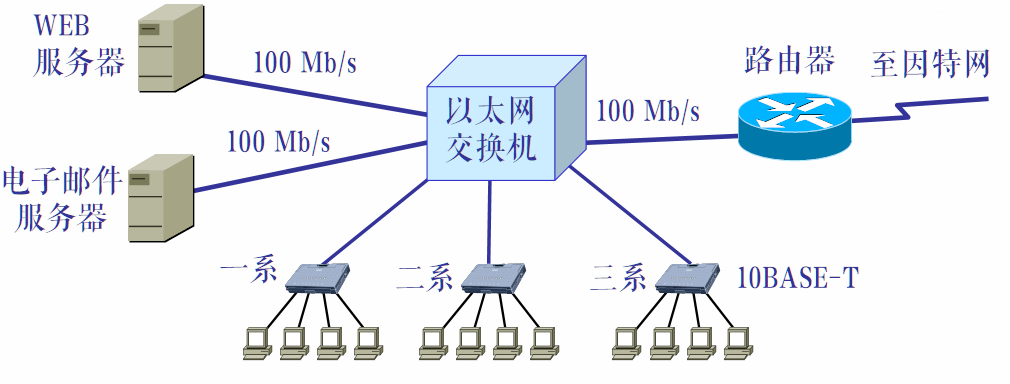 WEB
服务器
100 Mb/s
路由器
至因特网
以太网
交换机
100 Mb/s
100 Mb/s
电子邮件
服务器
一系
二系
三系
10BASE-T